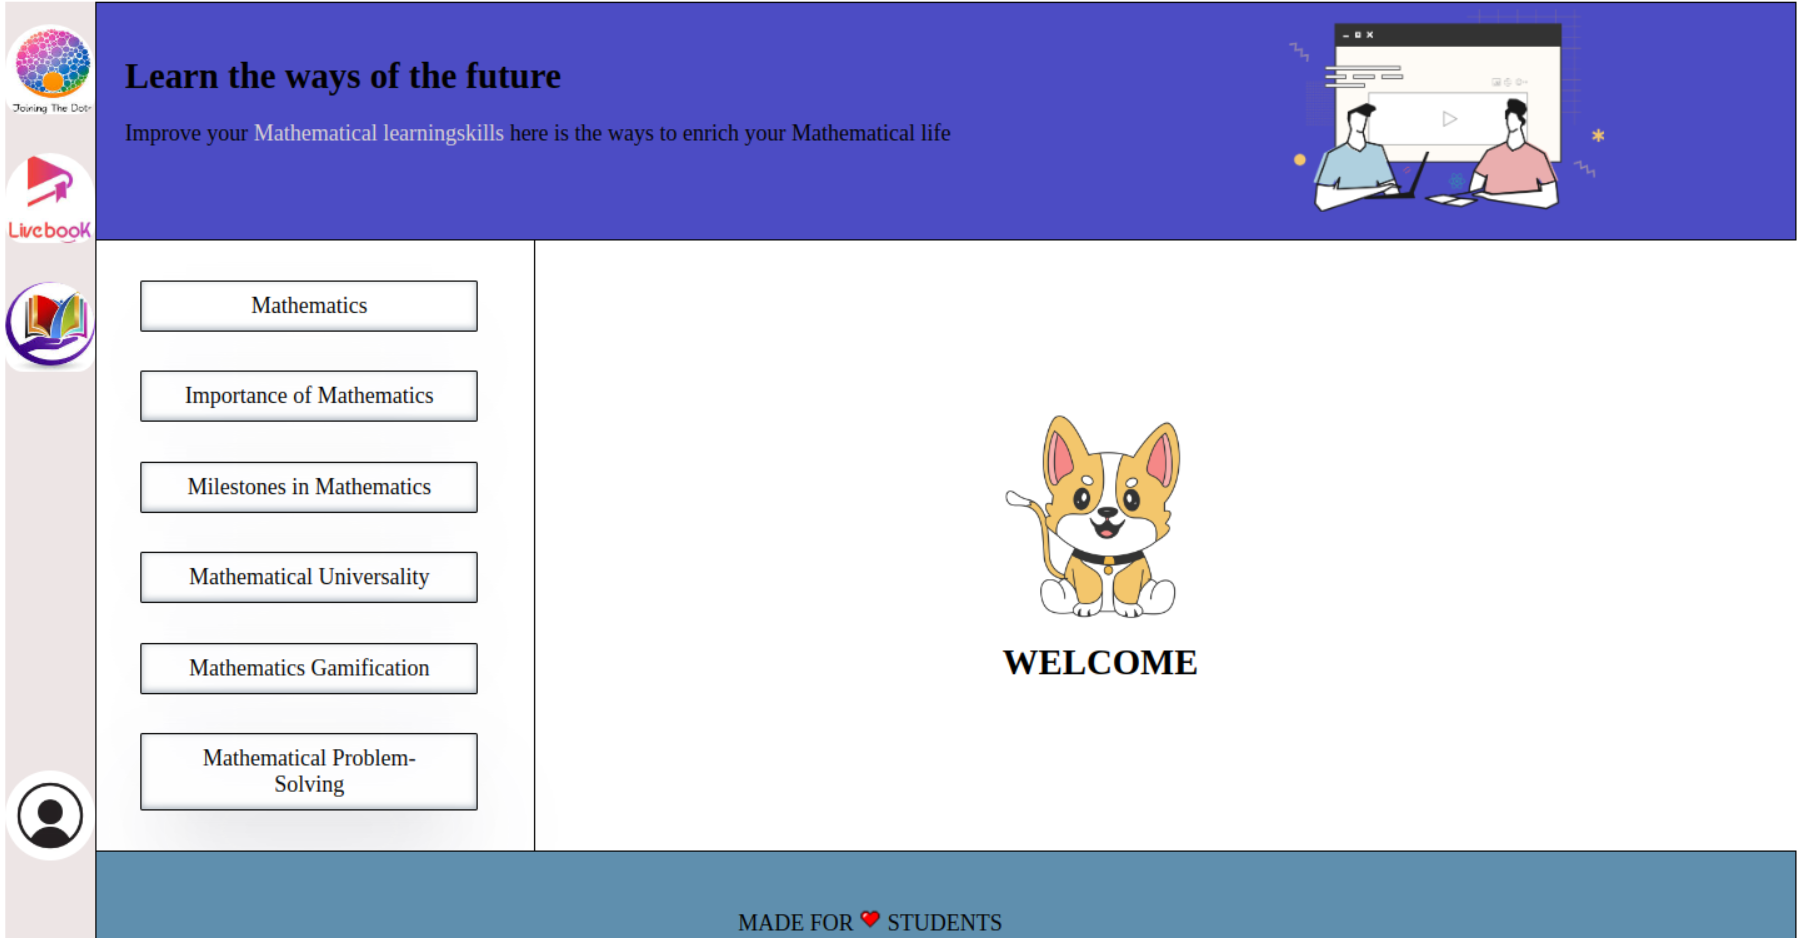 Joining The Dots
Learn the ways of the future
Improve your Mathematical learningskills here is the ways to enrich your Mathematical life
LivebooK
Mathematics
Importance of Mathematics
Milestones in Mathematics
Mathematical Universality
Mathematics Gamification
Mathematical Problem-
Solving
WELCOME
MADE FOR ❤ STUDENTS